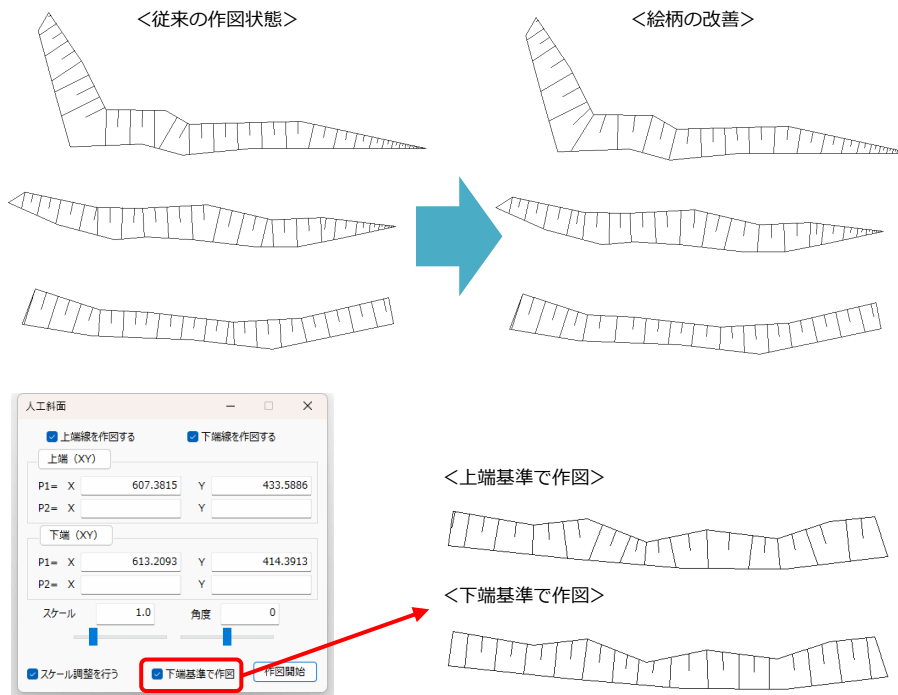 <従来の作図状態>
<絵柄の改善>
人工斜面
上端線を作図する
下端線を作図する
上端（XY）
P1= X 607.3815 Y 433.5886
P2= X Y
下端（XY）
P1= X 613.2093 Y 414.3913
P2= X Y
スケール 1.0 角度 0
スケール調整を行う
下端基準で作図
作図開始
<上端基準で作図>
<下端基準で作図>